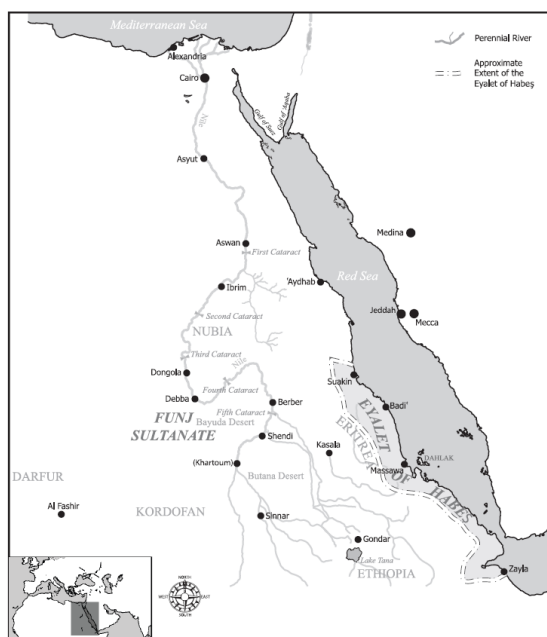 Mediterranean Sea
Perennial River
Approximate
Extent of the
Eyalet of Habeş
Alexandria
Cairo
Gulf of Suez
Gulf of 'Aqaba
Nile
Asyut
Medina
Aswan
First Cataract
Red Sea
'Aydhab
Ibrim
Jeddah
Mecca
Second Cataract
NUBIA
Third Cataract
Nile
Dongola
Fourth Cataract
Suakin
Debba
Berber
Badi'
FUNJ
SULTANATE
Fifth Cataract
Bayuda Desert
EYALET OF HABEŞ
ERITREA
Shendi
Kasala
(Khartoum)
Massawa
DAHLAK
Butana Desert
DARFUR
Al Fashir
KORDOFAN
Sinnar
Gondar
Lake Tana
ETHIOPIA
Zayla
NORTH
WEST
EAST
SOUTH